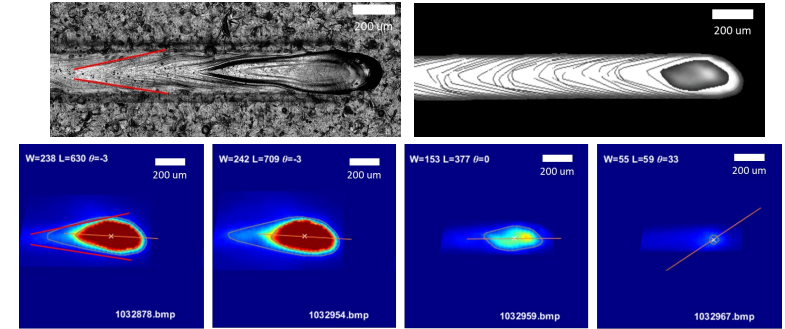 200 um
200 um
W=238 L=630 θ=-3
200 um
1032878.bmp
W=242 L=709 θ=-3
200 um
1032954.bmp
W=153 L=377 θ=0
200 um
1032959.bmp
W=55 L=59 θ=33
200 um
1032967.bmp